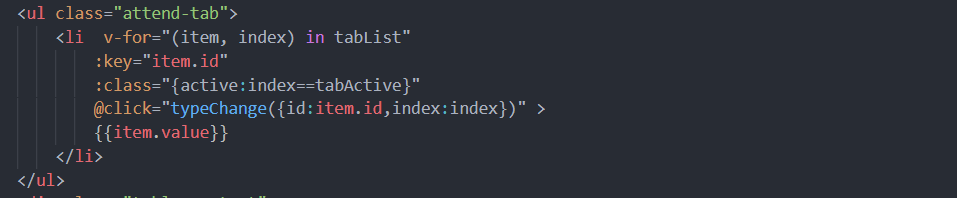 <ul class="attend-tab">
<li  v-for="(item, index) in tabList"
:key="item.id"
:class="{active:index==tabActive}"
@click="typeChange({id:item.id,index:index})" >
{{item.value}}
</li>
</ul>